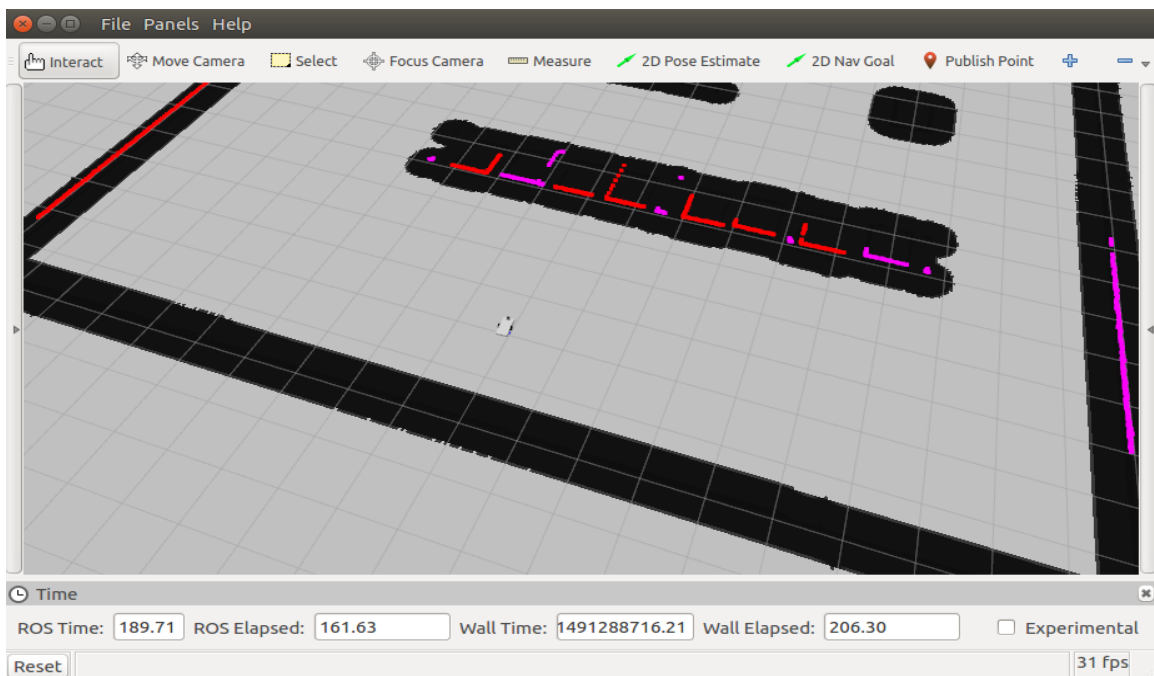 File Panels Help
Interact Move Camera Select Focus Camera Measure 2D Pose Estimate 2D Nav Goal Publish Point
Time
ROS Time: 189.71 ROS Elapsed: 161.63 Wall Time: 1491288716.21 Wall Elapsed: 206.30 Experimental
Reset 31 fps